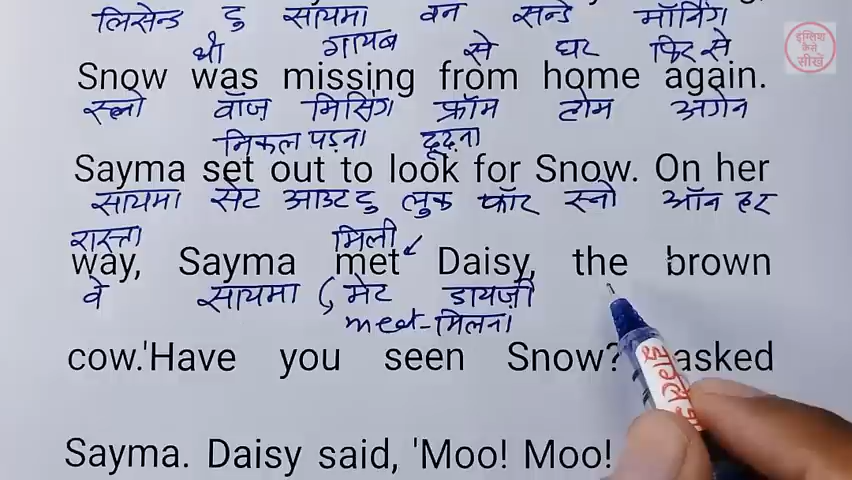 लिसेन्ड टु सायमा वन सन्डे मॉर्निंग
थी गायब से घर फिर से
Snow was missing from home again.
स्नो वॉज़ मिसिंग फ्रॉम होम अगेन
निकल पड़ना ढूढ़ना
Sayma set out to look for Snow. On her
सायमा सेट आउट टु लुक फॉर स्नो ऑन हर
रास्ता मिली
way, Sayma met Daisy, the brown
वे सायमा मेट डायज़ी
meet-मिलना
cow.'Have you seen Snow? asked
Sayma. Daisy said, 'Moo! Moo!
इंग्लिश कैसे सीखें